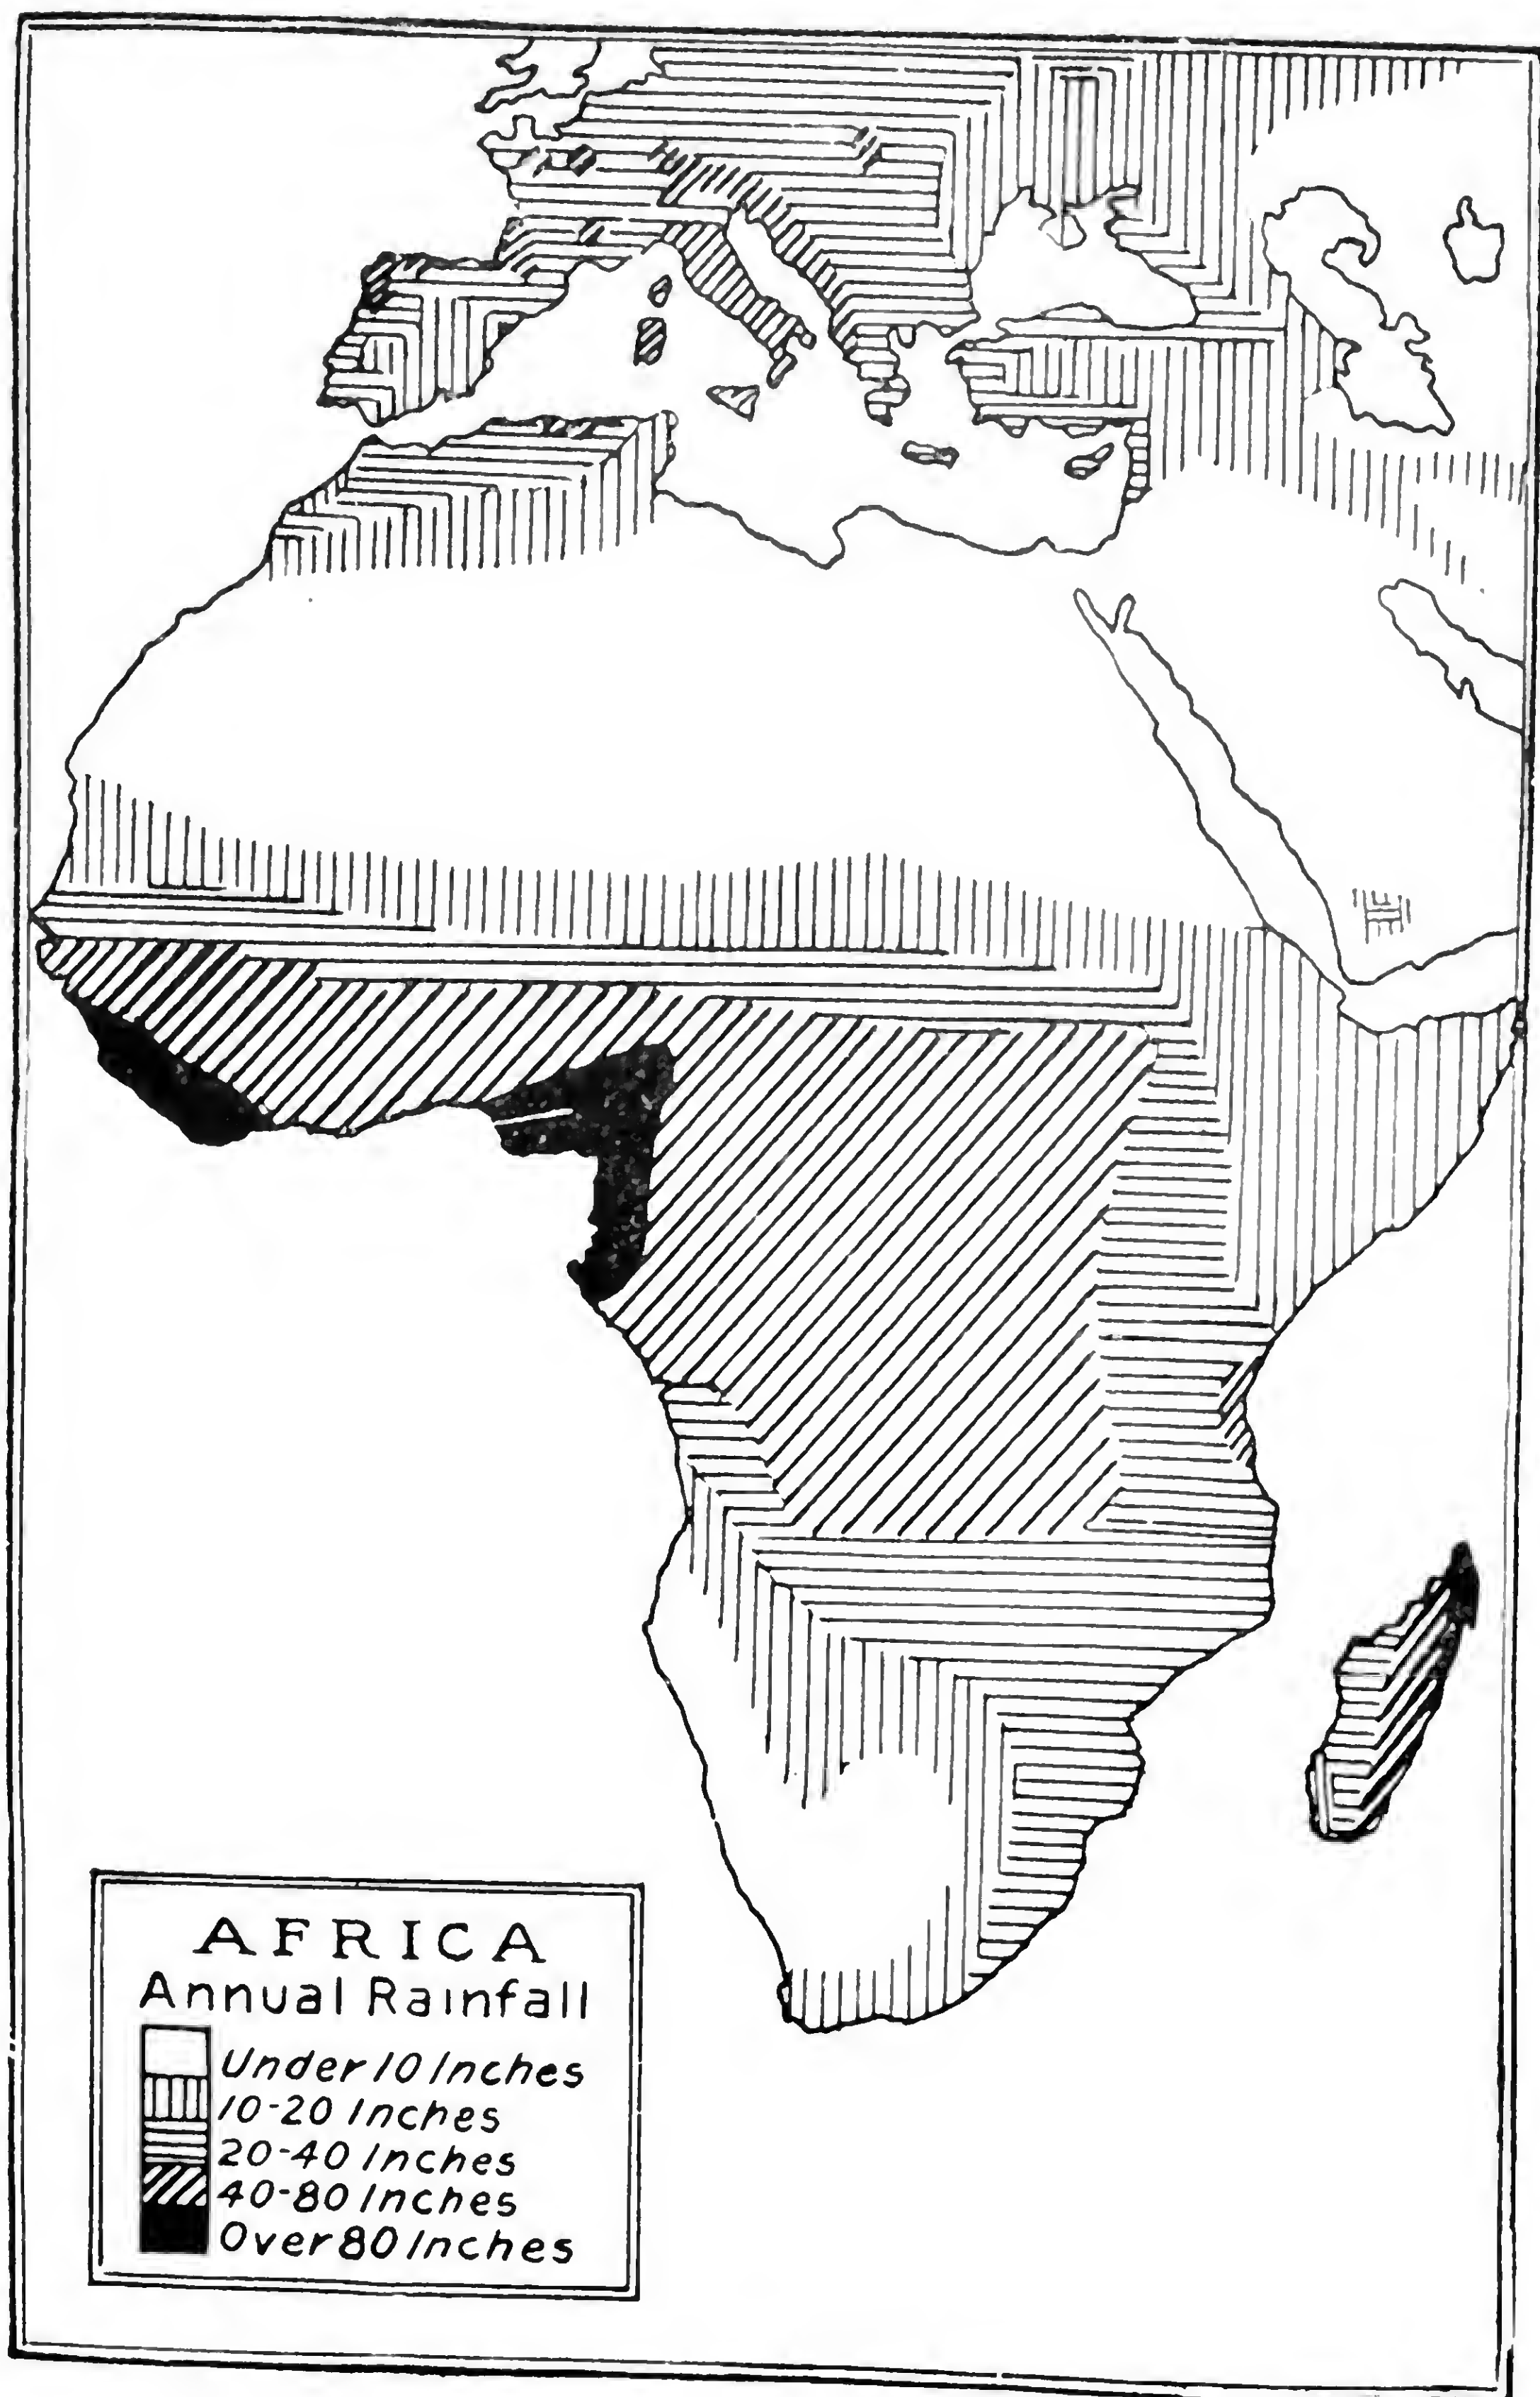 AFRICA
Annual Rainfall
Under 10 Inches
10-20 Inches
20-40 Inches
40-80 Inches
Over 80 Inches